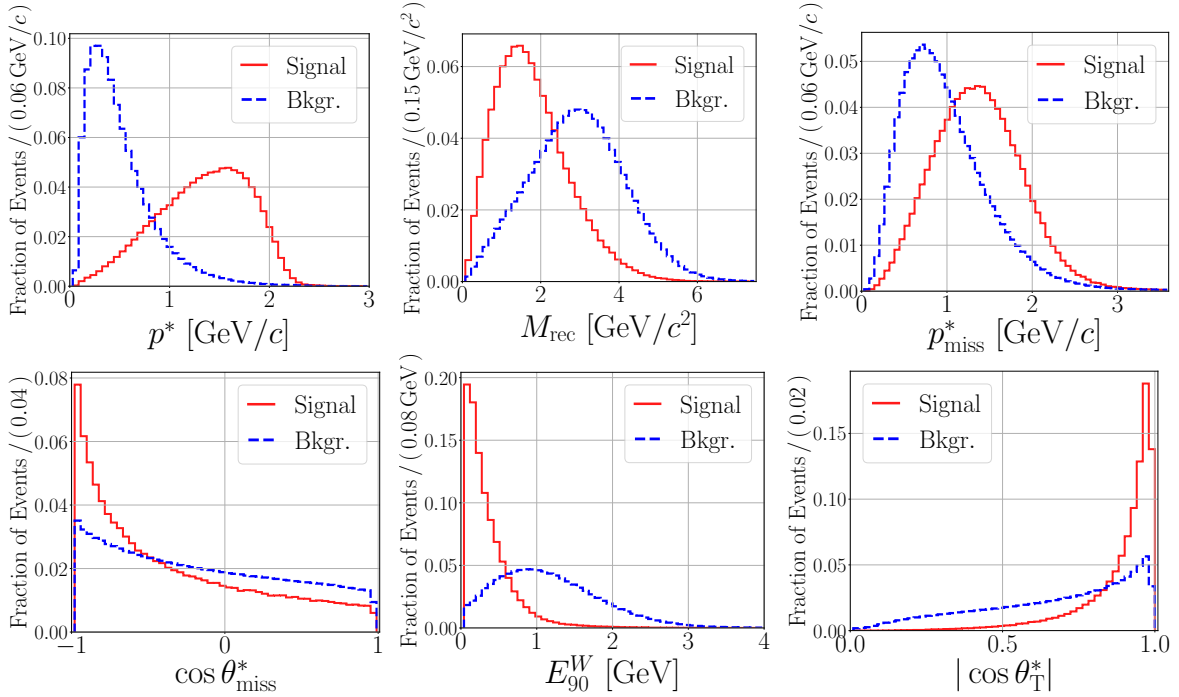 Fraction of Events / ( 0.06 GeV/c)
0.10
0.08
0.06
0.04
0.02
0.00
Signal
Bkgr.
0 1 2 3
p* [GeV/c]
Fraction of Events / ( 0.15 GeV/c²)
0.06
0.04
0.02
0.00
Signal
Bkgr.
0 2 4 6
M_rec [GeV/c²]
Fraction of Events / ( 0.06 GeV/c)
0.05
0.04
0.03
0.02
0.01
0.00
Signal
Bkgr.
0 1 2 3
p*_miss [GeV/c]
Fraction of Events / ( 0.04)
0.08
0.06
0.04
0.02
0.00
Signal
Bkgr.
−1 0 1
cos θ*_miss
Fraction of Events / ( 0.08 GeV)
0.20
0.15
0.10
0.05
0.00
Signal
Bkgr.
0 1 2 3 4
E^W_90 [GeV]
Fraction of Events / ( 0.02)
0.15
0.10
0.05
0.00
Signal
Bkgr.
0.0 0.5 1.0
| cos θ*_T|